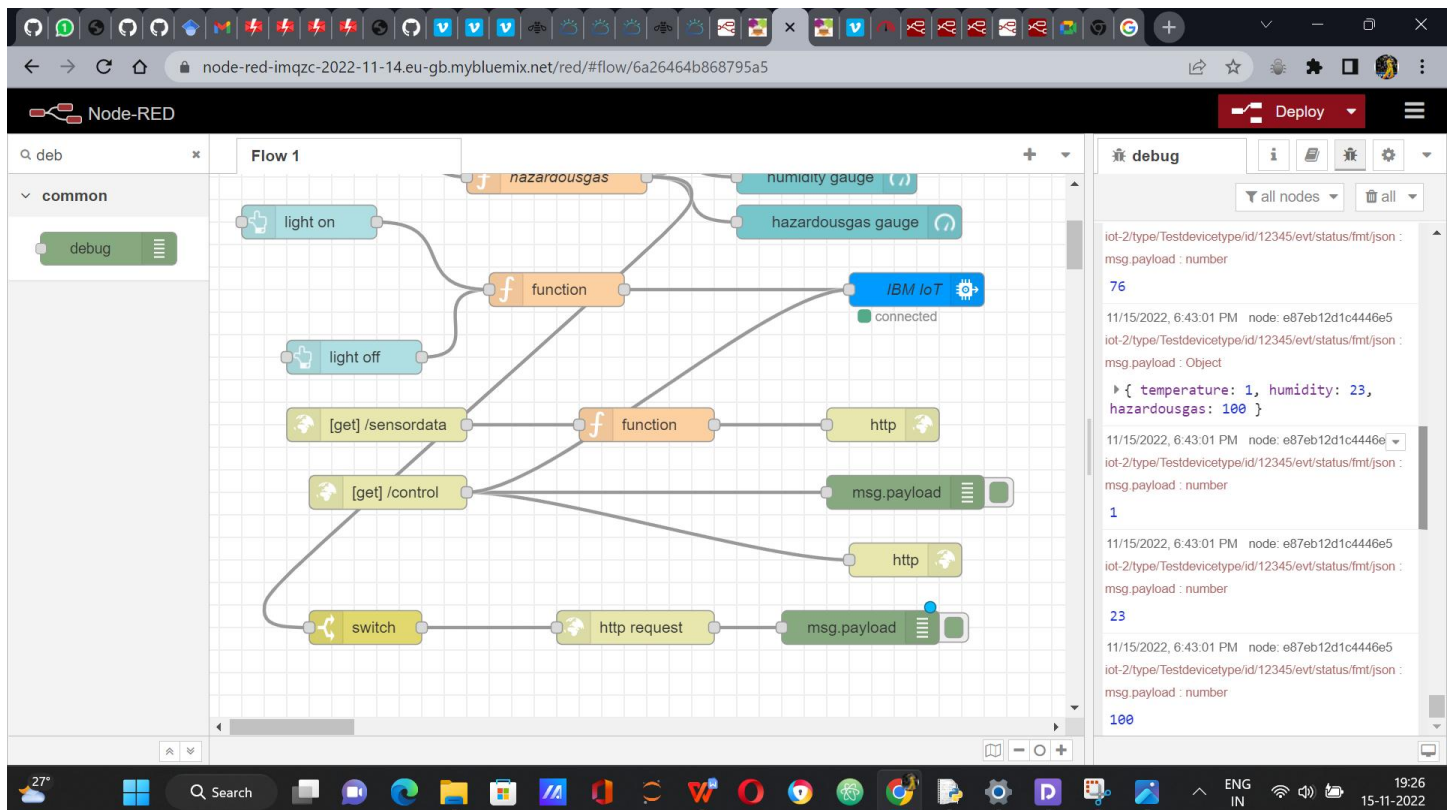 node-red-imqzc-2022-11-14.eu-gb.mybluemix.net/red/#flow/6a26464b868795a5
Node-RED
Deploy
deb
common
debug
Flow 1
hazardousgas
humidity gauge
light on
hazardousgas gauge
function
IBM IoT
connected
light off
[get] /sensordata
function
http
[get] /control
msg.payload
http
switch
http request
msg.payload
debug
i
all nodes
all
iot-2/type/Testdevicetype/id/12345/evt/status/fmt/json :
msg.payload : number
76
11/15/2022, 6:43:01 PM node: e87eb12d1c4446e5
iot-2/type/Testdevicetype/id/12345/evt/status/fmt/json :
msg.payload : Object
{ temperature: 1, humidity: 23,
hazardousgas: 100 }
11/15/2022, 6:43:01 PM node: e87eb12d1c4446e
iot-2/type/Testdevicetype/id/12345/evt/status/fmt/json :
msg.payload : number
1
11/15/2022, 6:43:01 PM node: e87eb12d1c4446e5
iot-2/type/Testdevicetype/id/12345/evt/status/fmt/json :
msg.payload : number
23
11/15/2022, 6:43:01 PM node: e87eb12d1c4446e5
iot-2/type/Testdevicetype/id/12345/evt/status/fmt/json :
msg.payload : number
100
27°
Search
ENG
IN
19:26
15-11-2022